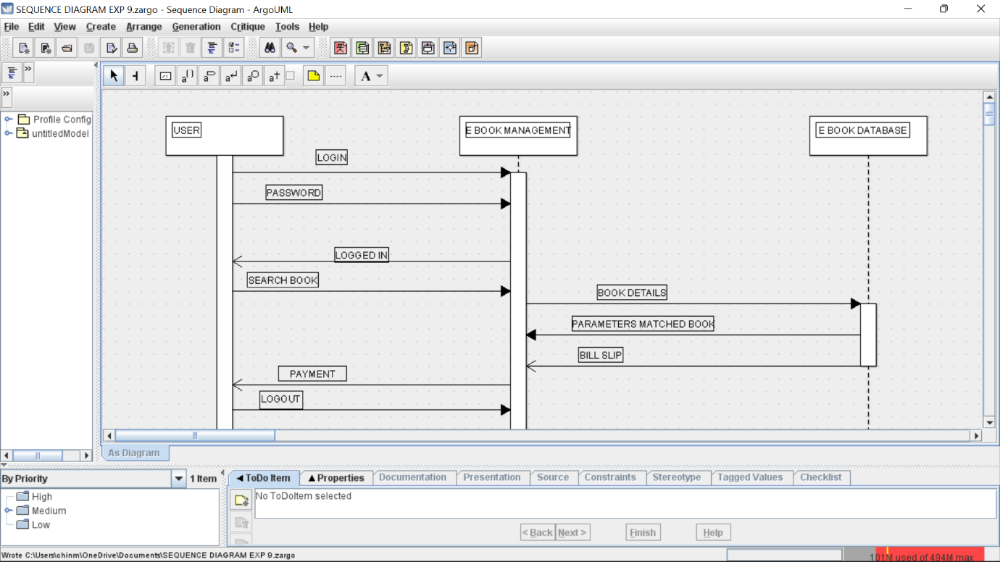 SEQUENCE DIAGRAM EXP 9.zargo - Sequence Diagram - ArgoUML
File Edit View Create Arrange Generation Critique Tools Help
A
Profile Config
untitledModel
USER
E BOOK MANAGEMENT
E BOOK DATABASE
LOGIN
PASSWORD
LOGGED IN
SEARCH BOOK
BOOK DETAILS
PARAMETERS MATCHED BOOK
BILL SLIP
PAYMENT
LOGOUT
As Diagram
By Priority
1 Item
High
Medium
Low
ToDo Item Properties Documentation Presentation Source Constraints Stereotype Tagged Values Checklist
No ToDoItem selected
< Back Next > Finish Help
Wrote C:\Users\chinm\OneDrive\Documents\SEQUENCE DIAGRAM EXP 9.zargo
101M used of 494M max